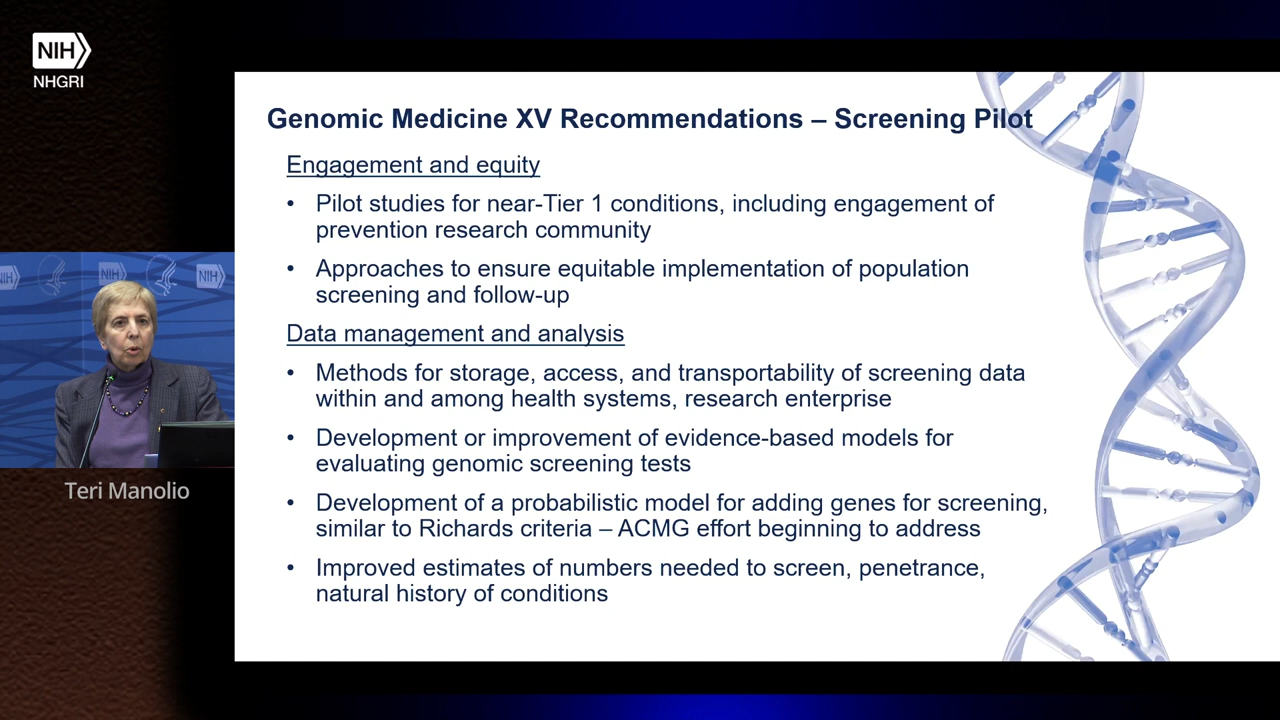 NIH
NHGRI
Genomic Medicine XV Recommendations – Screening Pilot
Engagement and equity
• Pilot studies for near-Tier 1 conditions, including engagement of
prevention research community
• Approaches to ensure equitable implementation of population
screening and follow-up
Data management and analysis
• Methods for storage, access, and transportability of screening data
within and among health systems, research enterprise
• Development or improvement of evidence-based models for
evaluating genomic screening tests
• Development of a probabilistic model for adding genes for screening,
similar to Richards criteria – ACMG effort beginning to address
• Improved estimates of numbers needed to screen, penetrance,
natural history of conditions
NIH
NIH
NIH
Teri Manolio